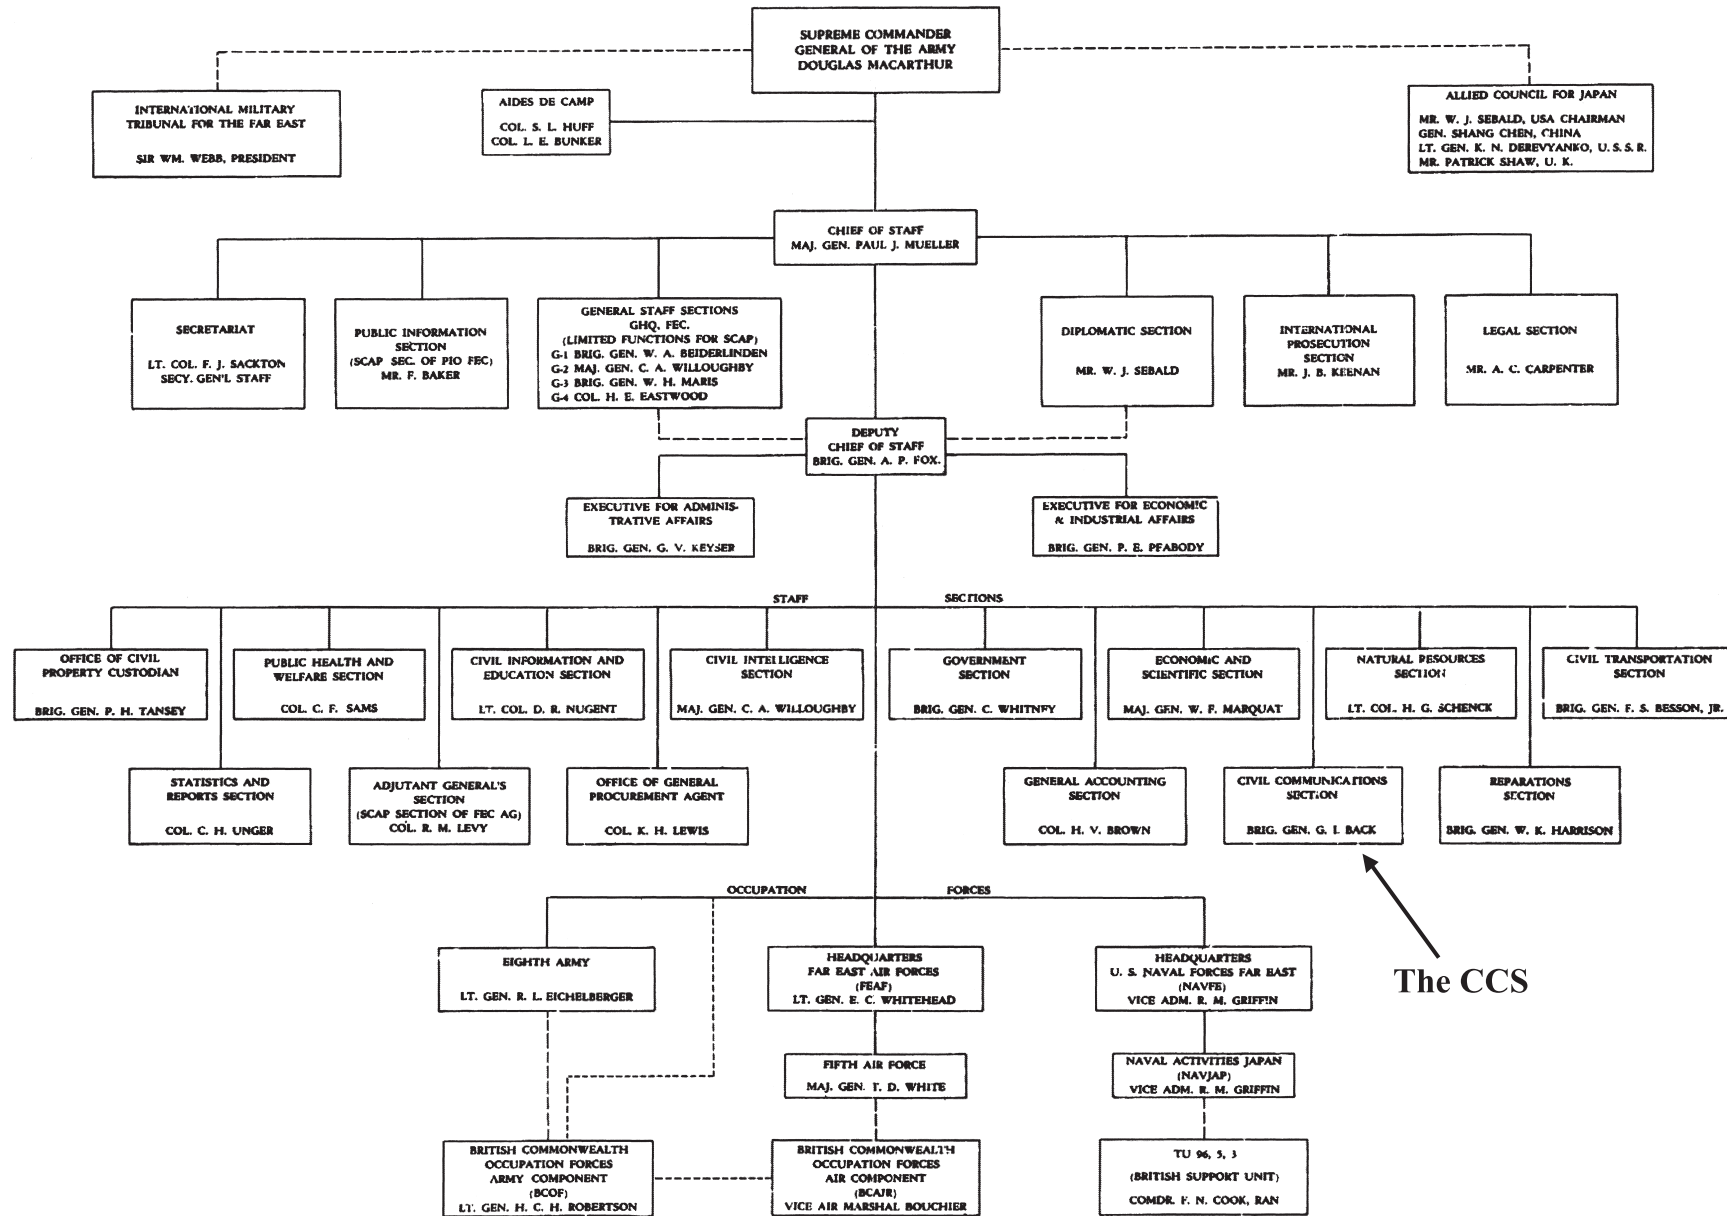 SUPREME COMMANDER
GENERAL OF THE ARMY
DOUGLAS MACARTHUR
INTERNATIONAL MILITARY
TRIBUNAL FOR THE FAR EAST
SIR WM. WEBB, PRESIDENT
AIDES DE CAMP
COL. S. L. HUFF
COL. L. E. BUNKER
ALLIED COUNCIL FOR JAPAN
MR. W. J. SEBALD, USA CHAIRMAN
GEN. SHANG CHEN, CHINA
LT. GEN. K. N. DEREVYANKO, U.S.S.R.
MR. PATRICK SHAW, U. K.
CHIEF OF STAFF
MAJ. GEN. PAUL J. MUELLER
SECRETARIAT
LT. COL. F. J. SACKTON
SECY. GEN'L STAFF
PUBLIC INFORMATION
SECTION
(SCAP SEC. OF PIO FEC)
MR. F. BAKER
GENERAL STAFF SECTIONS
GHQ, FEC.
(LIMITED FUNCTIONS FOR SCAP)
G-1 BRIG. GEN. W. A. BEIDERLINDEN
G-2 MAJ. GEN. C. A. WILLOUGHBY
G-3 BRIG. GEN. W. H. MARIS
G-4 COL. H. E. EASTWOOD
DIPLOMATIC SECTION
MR. W. J. SEBALD
INTERNATIONAL
PROSECUTION
SECTION
MR. J. B. KEENAN
LEGAL SECTION
MR. A. C. CARPENTER
DEPUTY
CHIEF OF STAFF
BRIG. GEN. A. P. FOX.
EXECUTIVE FOR ADMINIS-
TRATIVE AFFAIRS
BRIG. GEN. G. V. KEYSER
EXECUTIVE FOR ECONOMIC
& INDUSTRIAL AFFAIRS
BRIG. GEN. P. E. PEABODY
STAFF SECTIONS
OFFICE OF CIVIL
PROPERTY CUSTODIAN
BRIG. GEN. P. H. TANSEY
PUBLIC HEALTH AND
WELFARE SECTION
COL. C. F. SAMS
CIVIL INFORMATION AND
EDUCATION SECTION
LT. COL. D. R. NUGENT
CIVIL INTELLIGENCE
SECTION
MAJ. GEN. C. A. WILLOUGHBY
GOVERNMENT
SECTION
BRIG. GEN. C. WHITNEY
ECONOMIC AND
SCIENTIFIC SECTION
MAJ. GEN. W. F. MARQUAT
NATURAL RESOURCES
SECTION
LT. COL. H. G. SCHENCK
CIVIL TRANSPORTATION
SECTION
BRIG. GEN. F. S. BESSON, JR.
STATISTICS AND
REPORTS SECTION
COL. C. H. UNGER
ADJUTANT GENERAL'S
SECTION
(SCAP SECTION OF FEC AG)
COL. R. M. LEVY
OFFICE OF GENERAL
PROCUREMENT AGENT
COL. K. H. LEWIS
GENERAL ACCOUNTING
SECTION
COL. H. V. BROWN
CIVIL COMMUNICATIONS
SECTION
BRIG. GEN. G. I. BACK
REPARATIONS
SECTION
BRIG. GEN. W. K. HARRISON
OCCUPATION FORCES
EIGHTH ARMY
LT. GEN. R. L. EICHELBERGER
HEADQUARTERS
FAR EAST AIR FORCES
(FEAF)
LT. GEN. E. C. WHITEHEAD
HEADQUARTERS
U. S. NAVAL FORCES FAR EAST
(NAVFE)
VICE ADM. R. M. GRIFFIN
The CCS
FIFTH AIR FORCE
MAJ. GEN. T. D. WHITE
NAVAL ACTIVITIES JAPAN
(NAVJAP)
VICE ADM. R. M. GRIFFIN
BRITISH COMMONWEALTH
OCCUPATION FORCES
ARMY COMPONENT
(BCOF)
LT. GEN. H. C. H. ROBERTSON
BRITISH COMMONWEALTH
OCCUPATION FORCES
AIR COMPONENT
(BCAIR)
VICE AIR MARSHAL BOUCHIER
TU 96, 5, 3
(BRITISH SUPPORT UNIT)
COMDR. F. N. COOK, RAN